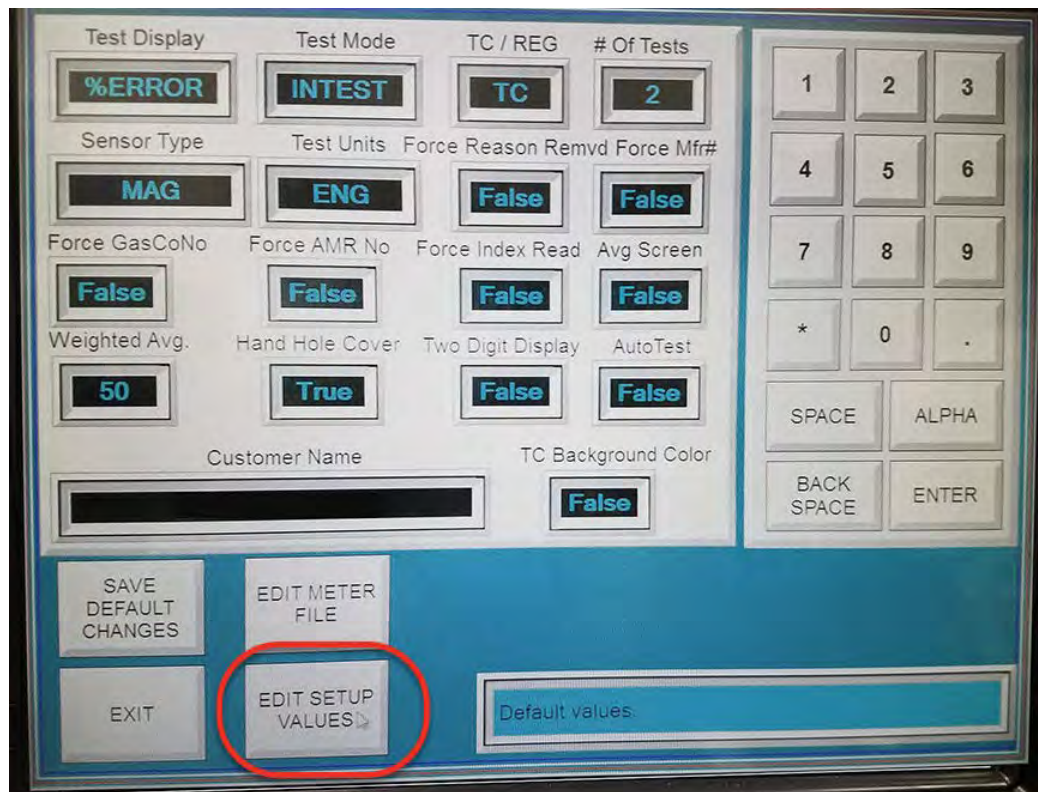 Test Display Test Mode TC / REG # Of Tests
%ERROR INTEST TC 2
Sensor Type Test Units Force Reason Remvd Force Mfr#
MAG ENG False False
Force GasCoNo Force AMR No Force Index Read Avg Screen
False False False False
Weighted Avg. Hand Hole Cover Two Digit Display AutoTest
50 True False False
Customer Name TC Background Color
False
1 2 3
4 5 6
7 8 9
* 0 .
SPACE ALPHA
BACK
SPACE
ENTER
SAVE
DEFAULT
CHANGES
EDIT METER
FILE
EXIT
EDIT SETUP
VALUES
Default values.